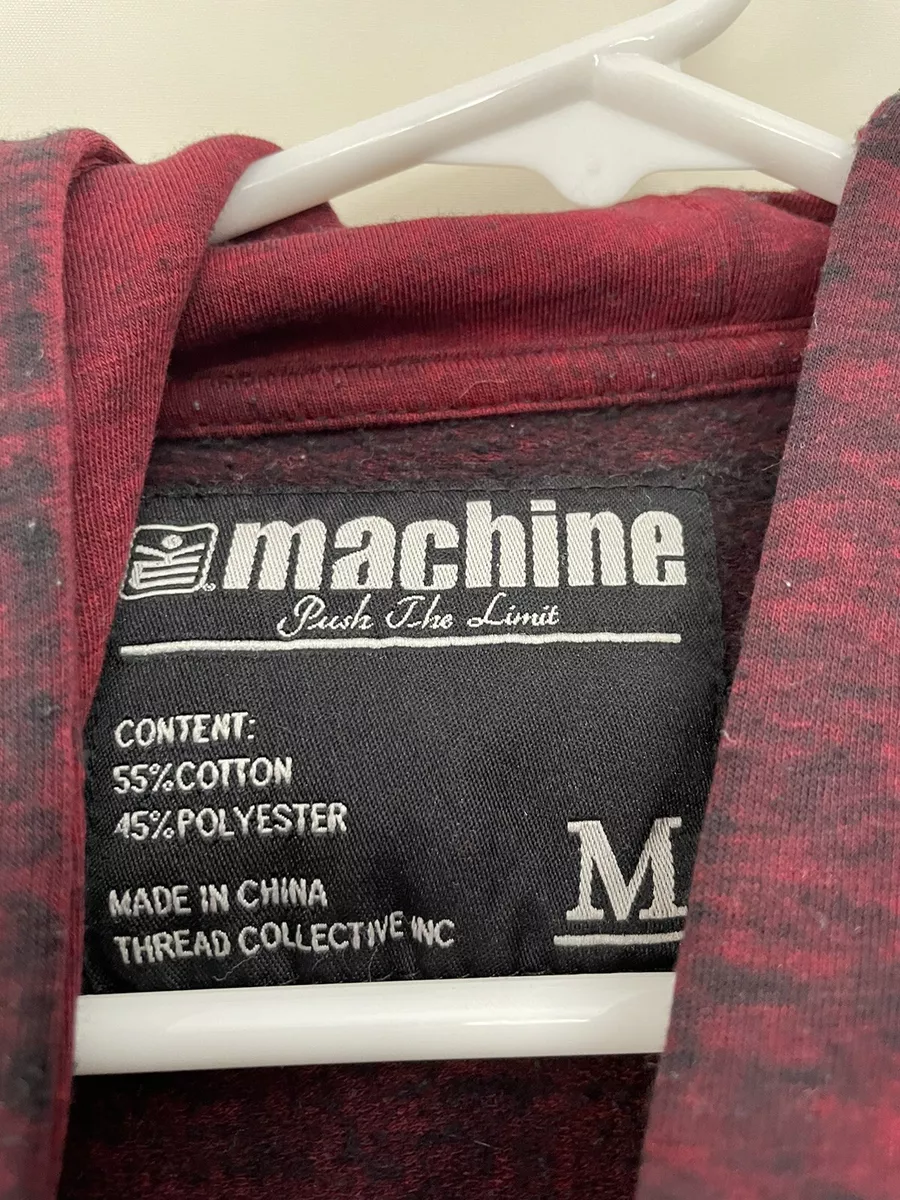 machine
Push The Limit
CONTENT:
55%COTTON
45%POLYESTER
MADE IN CHINA
THREAD COLLECTIVE INC
M